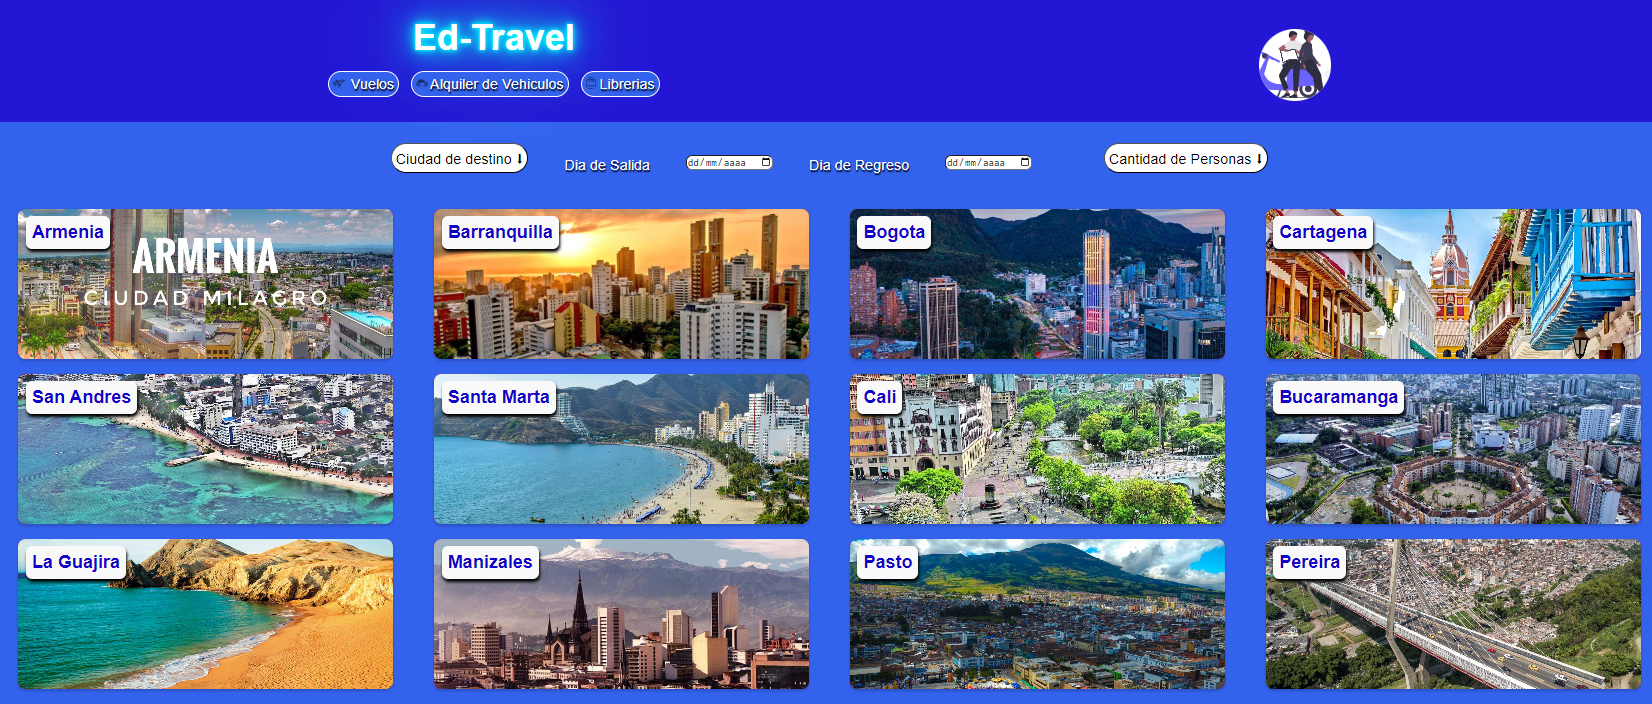 Ed-Travel
Vuelos
Alquiler de Vehiculos
Librerias
Ciudad de destino ⬇
Dia de Salida
dd/mm/aaaa
Dia de Regreso
dd/mm/aaaa
Cantidad de Personas ⬇
Armenia
ARMENIA
CIUDAD MILAGRO
Barranquilla
Bogota
Cartagena
San Andres
Santa Marta
Cali
Bucaramanga
La Guajira
Manizales
Pasto
Pereira